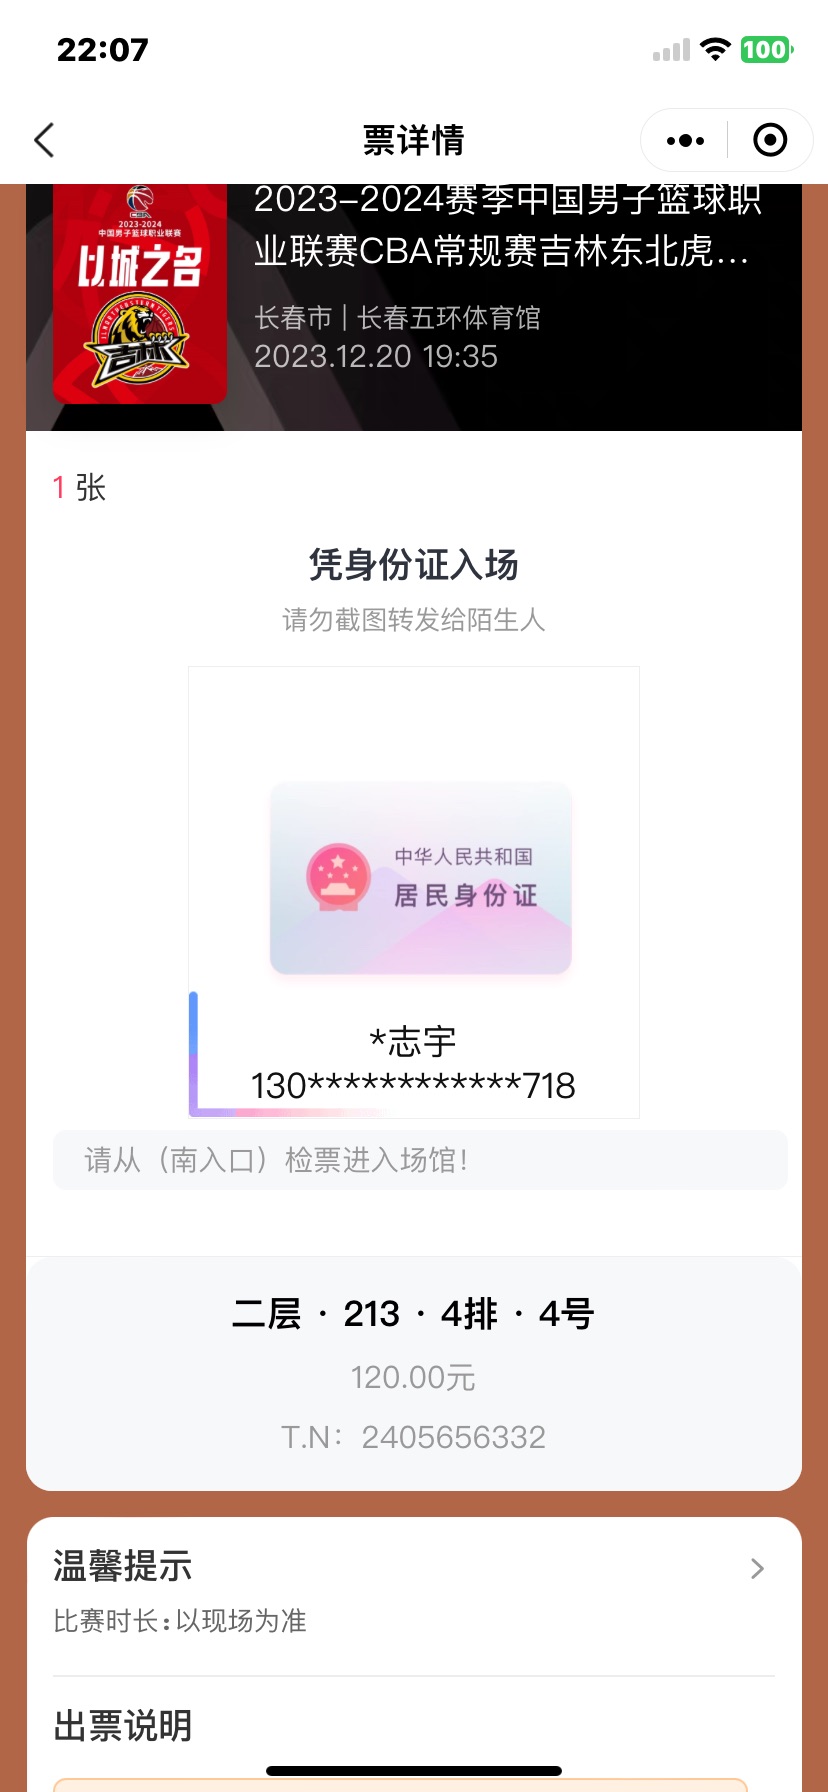 22:07
100
票详情
CBA
2023-2024
中国男子篮球职业联赛
以城之名
吉林
2023-2024赛季中国男子篮球职
业联赛CBA常规赛吉林东北虎...
长春市 | 长春五环体育馆
2023.12.20 19:35
1 张
凭身份证入场
请勿截图转发给陌生人
中华人民共和国
居民身份证
*志宇
130************718
请从（南入口）检票进入场馆！
二层 · 213 · 4排 · 4号
120.00元
T.N： 2405656332
温馨提示
比赛时长：以现场为准
出票说明